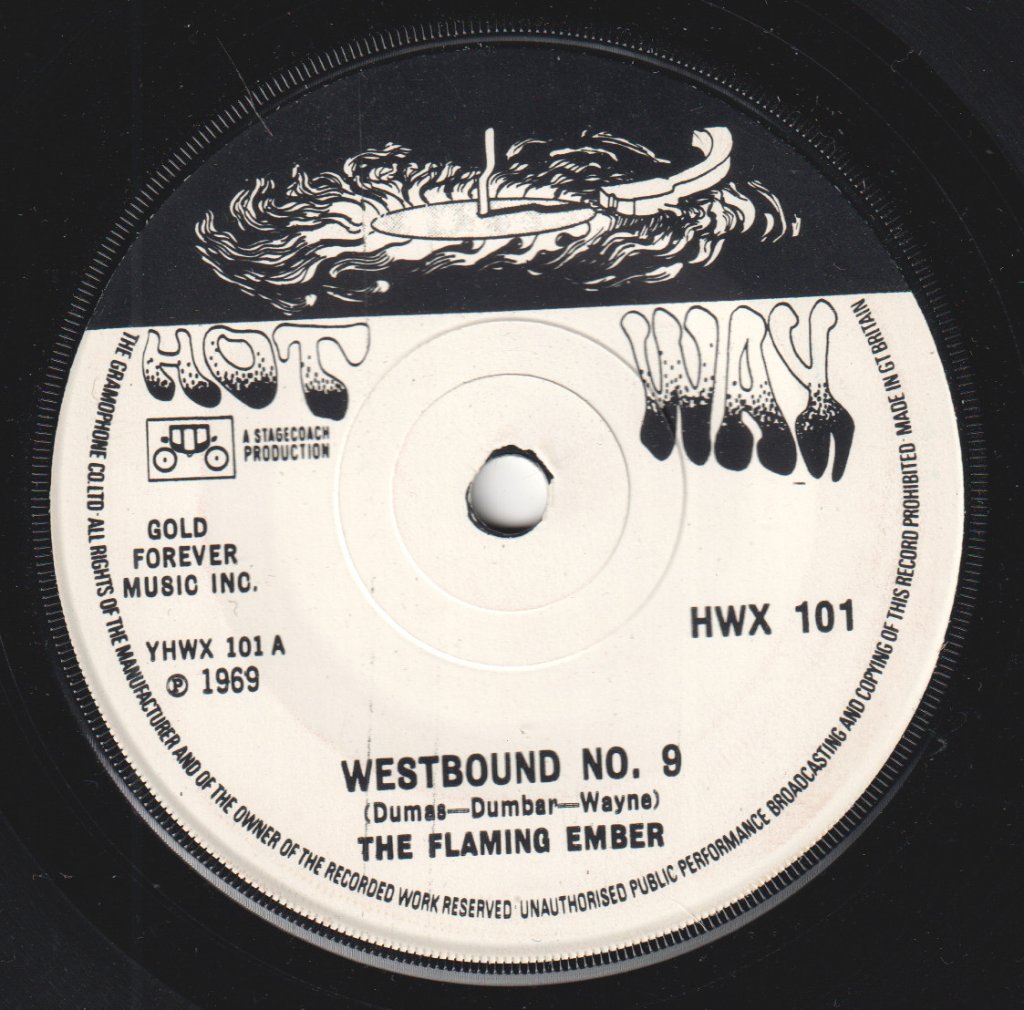 HOT WAX
A STAGECOACH
PRODUCTION
GOLD
FOREVER
MUSIC INC.
YHWX 101 A
℗ 1969
HWX 101
WESTBOUND NO. 9
(Dumas—Dumbar—Wayne)
THE FLAMING EMBER
THE GRAMOPHONE CO. LTD · ALL RIGHTS OF THE MANUFACTURER AND OF THE OWNER OF THE RECORDED WORK RESERVED · UNAUTHORISED PUBLIC PERFORMANCE BROADCASTING AND COPYING OF THIS RECORD PROHIBITED · MADE IN GT BRITAIN